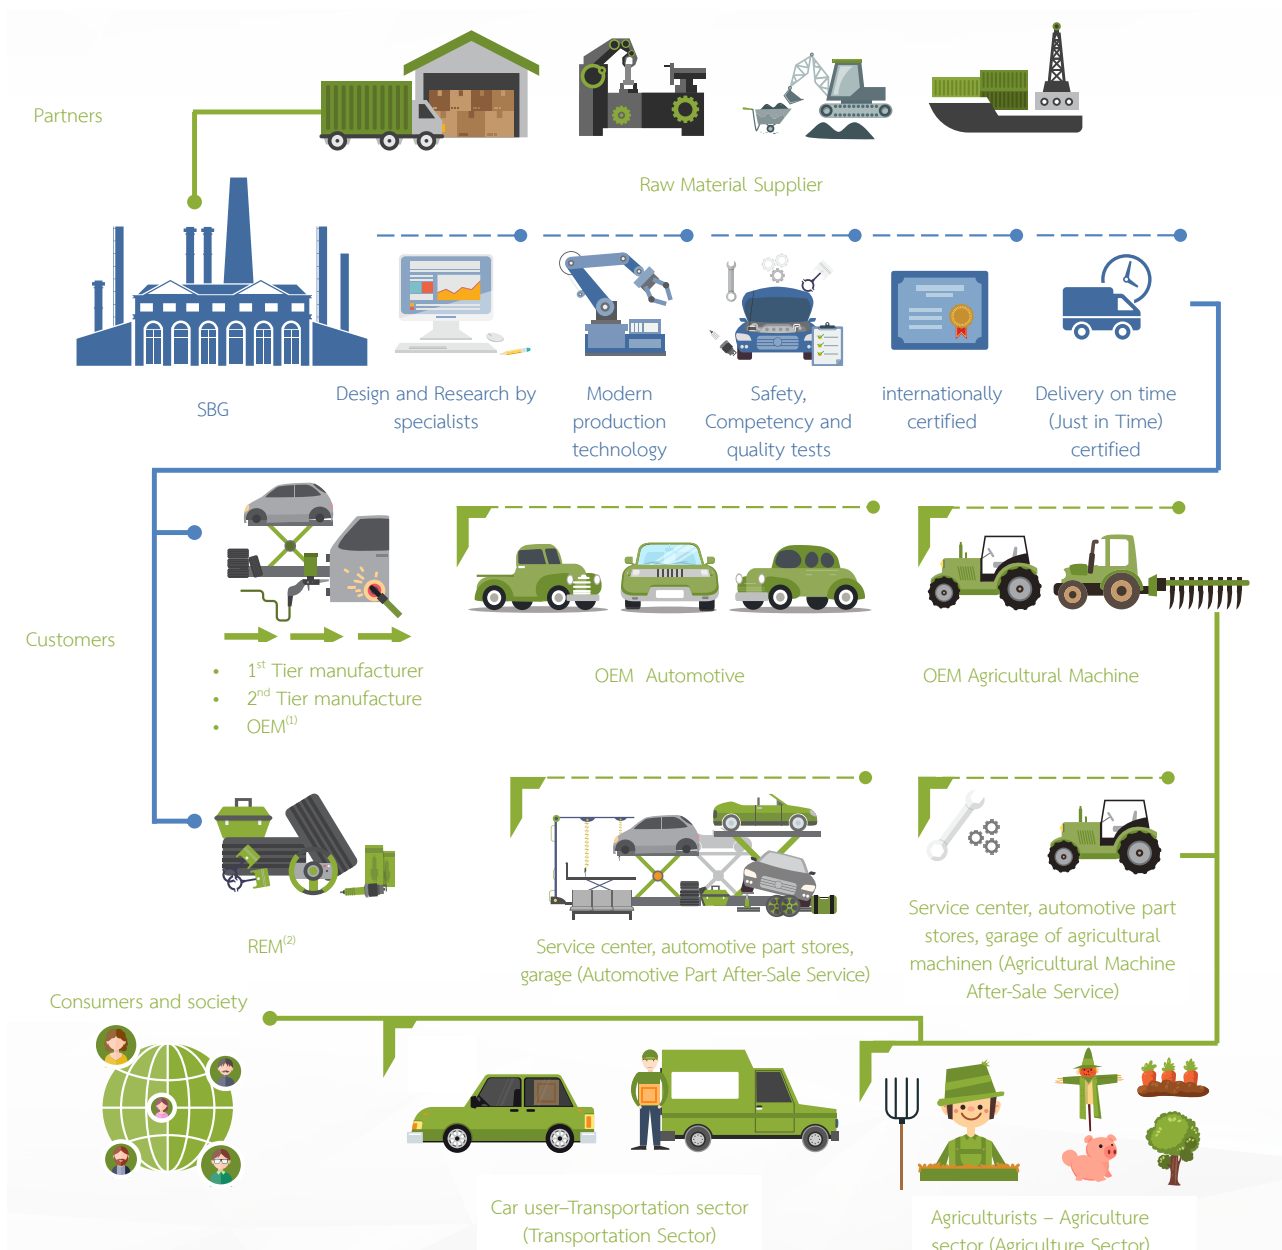 Partners
Raw Material Supplier
SBG
Design and Research by
specialists
Modern
production
technology
Safety,
Competency and
quality tests
internationally
certified
Delivery on time
(Just in Time)
certified
Customers
• 1st Tier manufacturer
• 2nd Tier manufacture
• OEM(1)
OEM Automotive
OEM Agricultural Machine
REM(2)
Service center, automotive part stores,
garage (Automotive Part After-Sale Service)
Service center, automotive part
stores, garage of agricultural
machinen (Agricultural Machine
After-Sale Service)
Consumers and society
Car user–Transportation sector
(Transportation Sector)
Agriculturists – Agriculture
sector (Agriculture Sector)